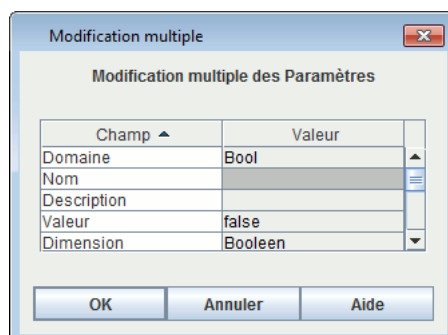 Modification multiple
Modification multiple des Paramètres
Champ Valeur
Domaine Bool
Nom
Description
Valeur false
Dimension Booleen
OK Annuler Aide